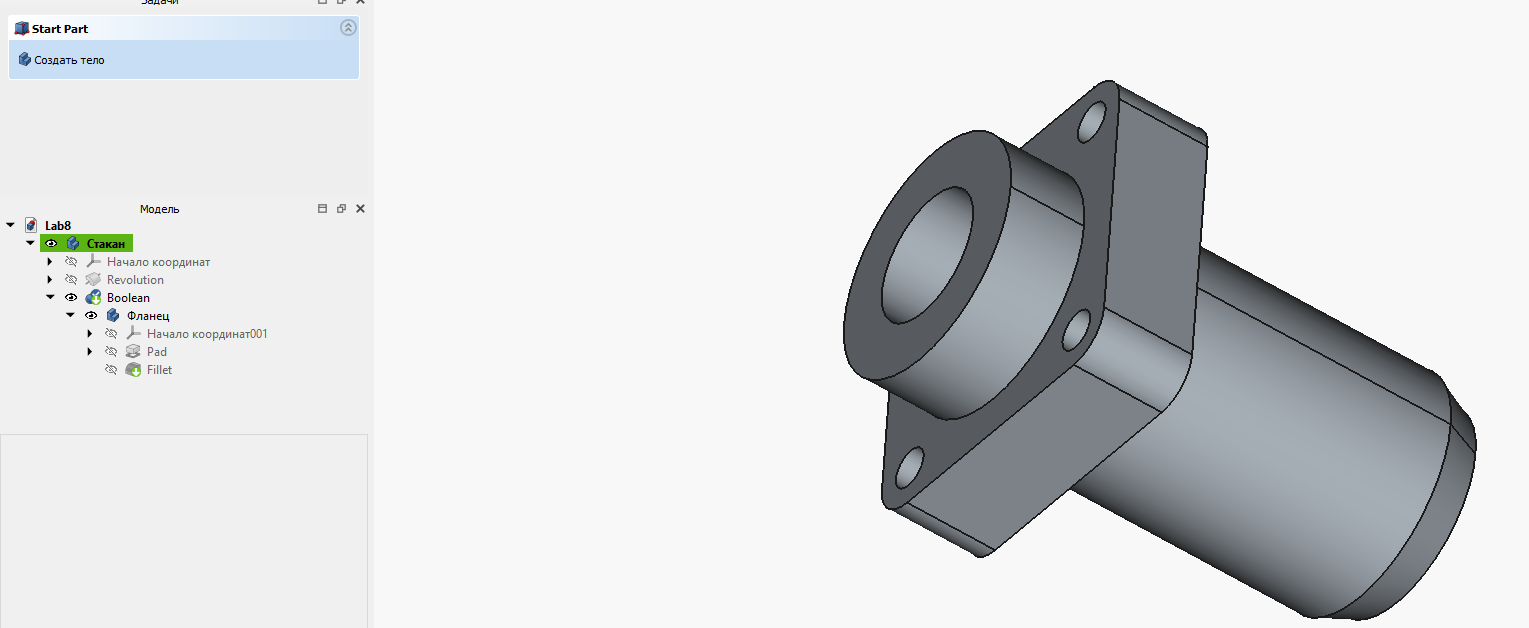 Задачи
Start Part
Создать тело
Модель
Lab8
Стакан
Начало координат
Revolution
Boolean
Фланец
Начало координат001
Pad
Fillet